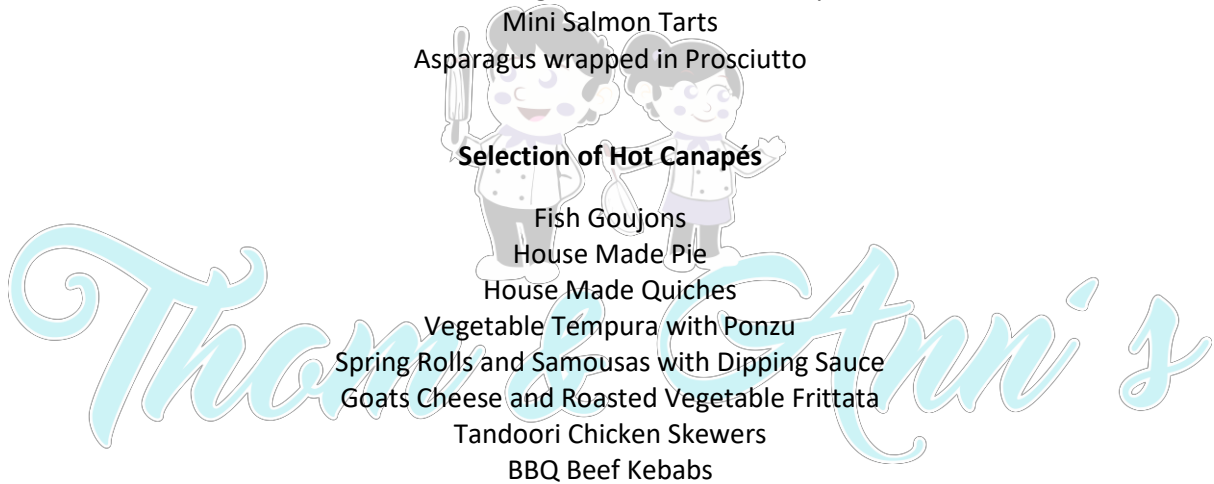 Mini Salmon Tarts
Asparagus wrapped in Prosciutto
Selection of Hot Canapés
Fish Goujons
House Made Pie
House Made Quiches
Vegetable Tempura with Ponzu
Spring Rolls and Samousas with Dipping Sauce
Goats Cheese and Roasted Vegetable Frittata
Tandoori Chicken Skewers
BBQ Beef Kebabs
Thom & Ann's